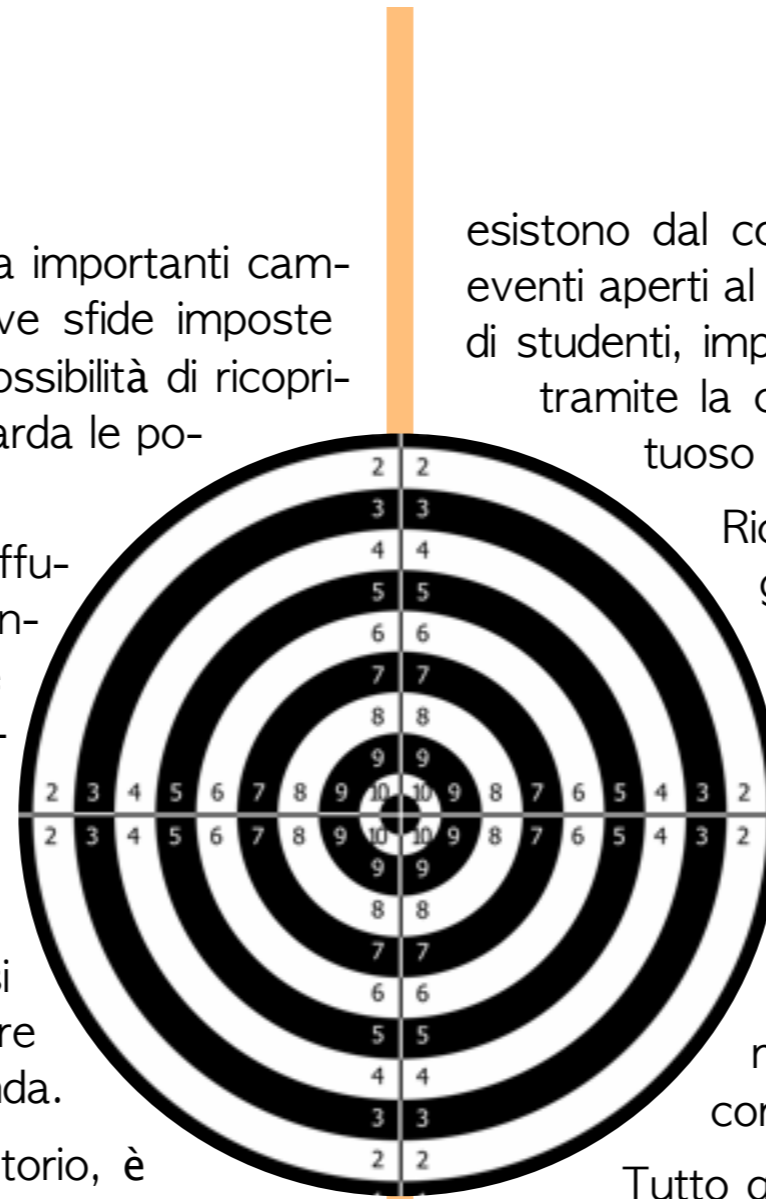 a importanti cam-
ve sfide imposte
ossibilità di ricopri-
arda le po-
ffu-
n-
si
re
nda.
torio, è
esistono dal co
eventi aperti al
di studenti, imp
tramite la
tuoso
Ric
cor
Tutto
2 2
3 3
4 4
5 5
6 6
7 7
8 8
9 9
2 3 4 5 6 7 8 9 10 10 9 8 7 6 5 4 3 2
2 3 4 5 6 7 8 9 10 10 9 8 7 6 5 4 3 2
9 9
8 8
7 7
6 6
5 5
4 4
3 3
2 2